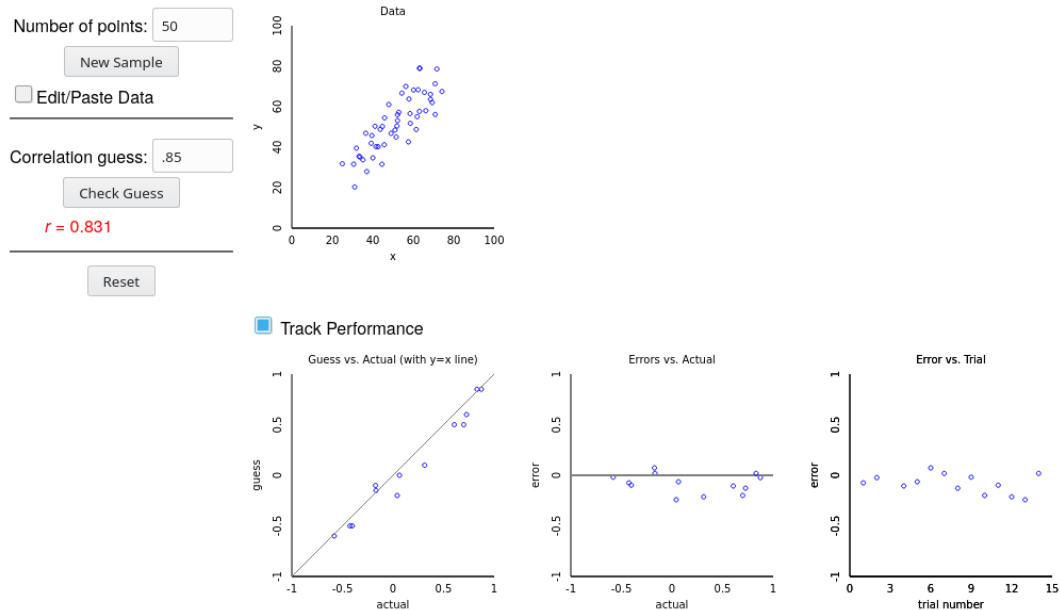 Number of points: 50
New Sample
Edit/Paste Data
Correlation guess: .85
Check Guess
r = 0.831
Reset
Data
100
80
60
40
20
0
y
0 20 40 60 80 100
x
Track Performance
Guess vs. Actual (with y=x line)
1
0.5
0
-0.5
-1
guess
-1 -0.5 0 0.5 1
actual
Errors vs. Actual
1
0.5
0
-0.5
-1
error
-1 -0.5 0 0.5 1
actual
Error vs. Trial
1
0.5
0
-0.5
-1
error
0 3 6 9 12 15
trial number